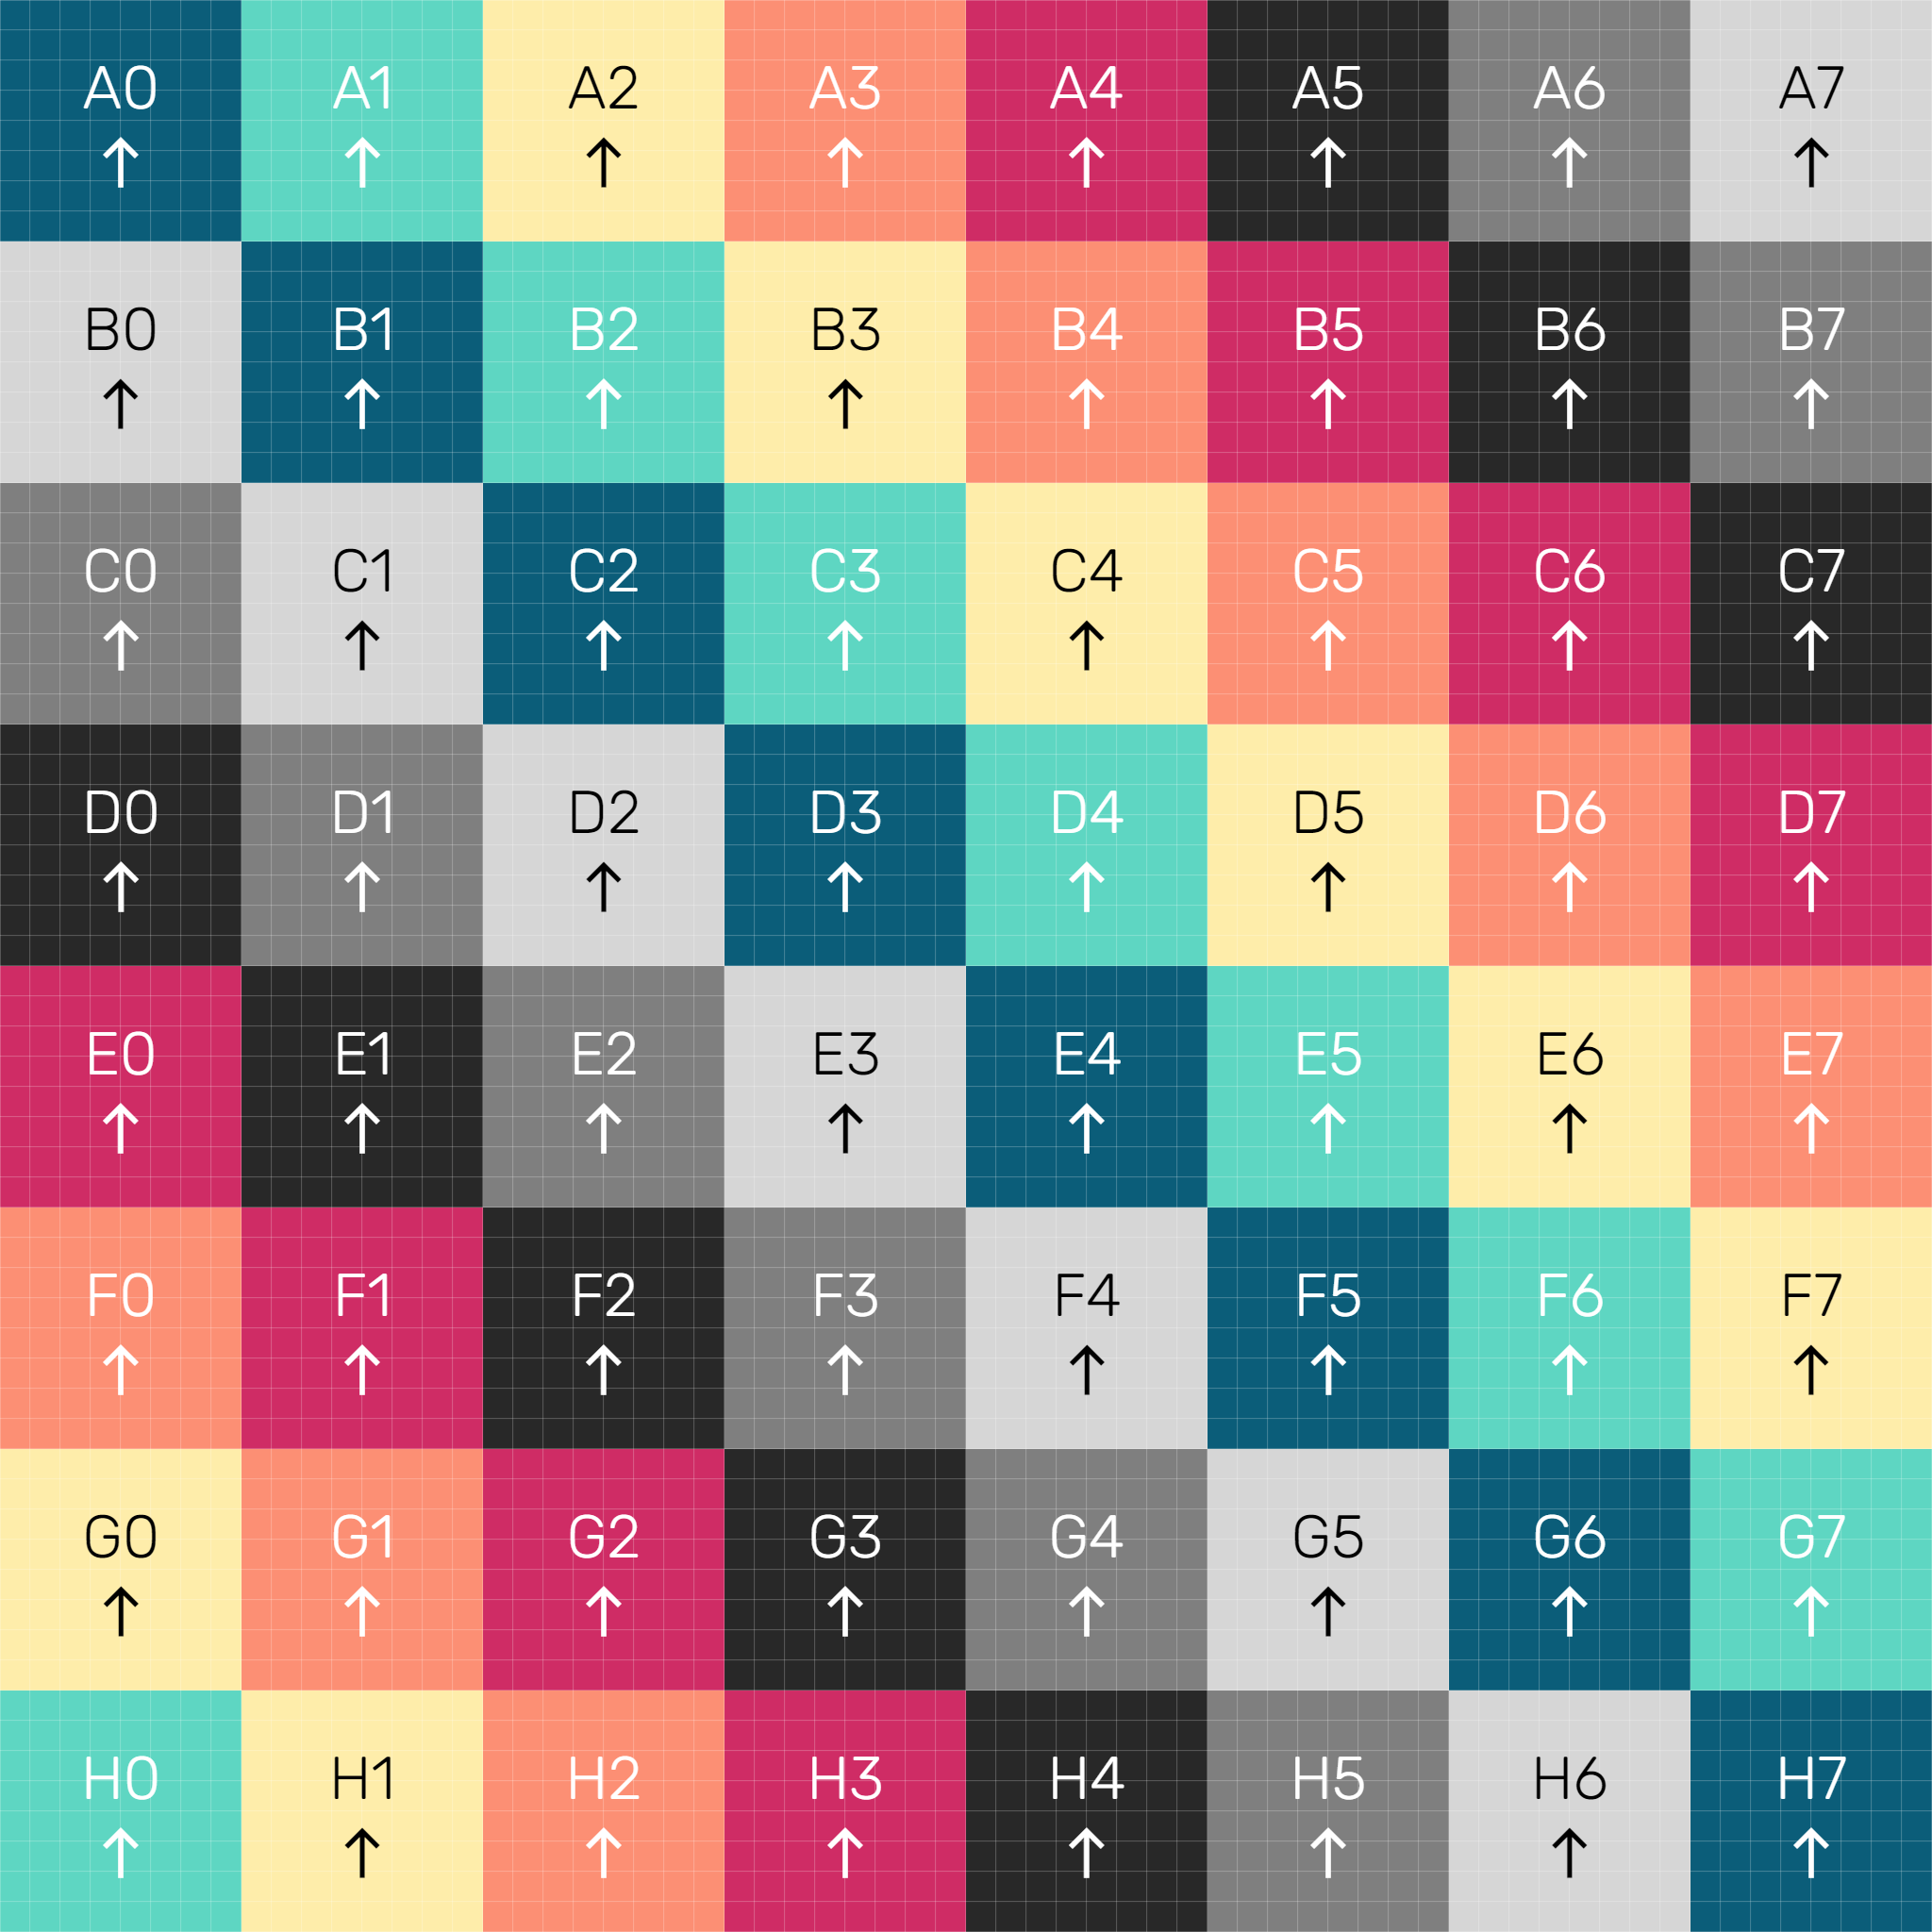 A0 A1 A2 A3 A4 A5 A6 A7
↑ ↑ ↑ ↑ ↑ ↑ ↑ ↑
B0 B1 B2 B3 B4 B5 B6 B7
↑ ↑ ↑ ↑ ↑ ↑ ↑ ↑
C0 C1 C2 C3 C4 C5 C6 C7
↑ ↑ ↑ ↑ ↑ ↑ ↑ ↑
D0 D1 D2 D3 D4 D5 D6 D7
↑ ↑ ↑ ↑ ↑ ↑ ↑ ↑
E0 E1 E2 E3 E4 E5 E6 E7
↑ ↑ ↑ ↑ ↑ ↑ ↑ ↑
F0 F1 F2 F3 F4 F5 F6 F7
↑ ↑ ↑ ↑ ↑ ↑ ↑ ↑
G0 G1 G2 G3 G4 G5 G6 G7
↑ ↑ ↑ ↑ ↑ ↑ ↑ ↑
H0 H1 H2 H3 H4 H5 H6 H7
↑ ↑ ↑ ↑ ↑ ↑ ↑ ↑